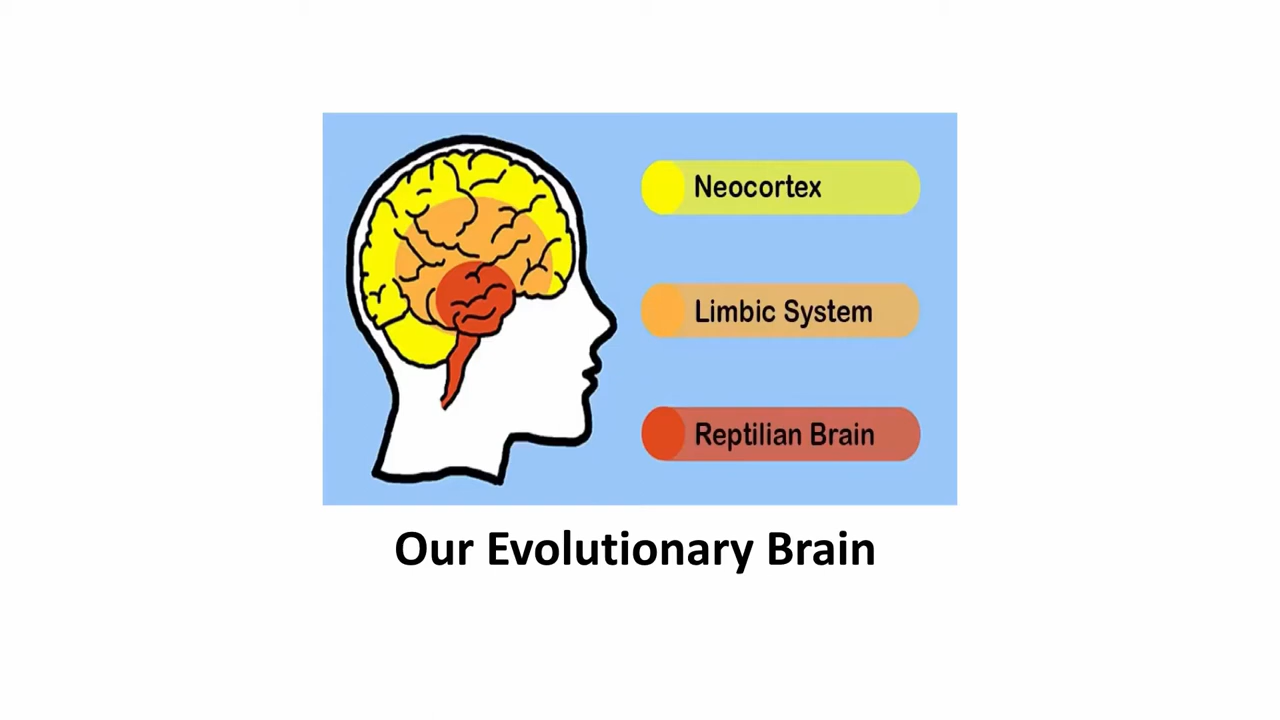 Neocortex
Limbic System
Reptilian Brain
Our Evolutionary Brain